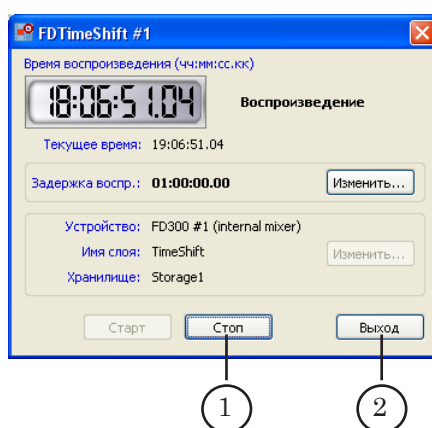 FDTimeShift #1
Время воспроизведения (чч:мм:сс.кк)
18:06:51.04 Воспроизведение
Текущее время: 19:06:51.04
Задержка воспр.: 01:00:00.00 Изменить...
Устройство: FD300 #1 (internal mixer)
Имя слоя: TimeShift Изменить...
Хранилище: Storage1
Старт Стоп Выход
1 2